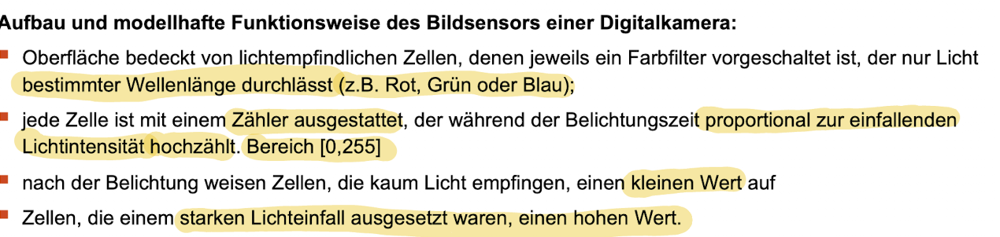 Aufbau und modellhafte Funktionsweise des Bildsensors einer Digitalkamera:
Oberfläche bedeckt von lichtempfindlichen Zellen, denen jeweils ein Farbfilter vorgeschaltet ist, der nur Licht
bestimmter Wellenlänge durchlässt (z.B. Rot, Grün oder Blau);
jede Zelle ist mit einem Zähler ausgestattet, der während der Belichtungszeit proportional zur einfallenden
Lichtintensität hochzählt. Bereich [0,255]
nach der Belichtung weisen Zellen, die kaum Licht empfingen, einen kleinen Wert auf
Zellen, die einem starken Lichteinfall ausgesetzt waren, einen hohen Wert.